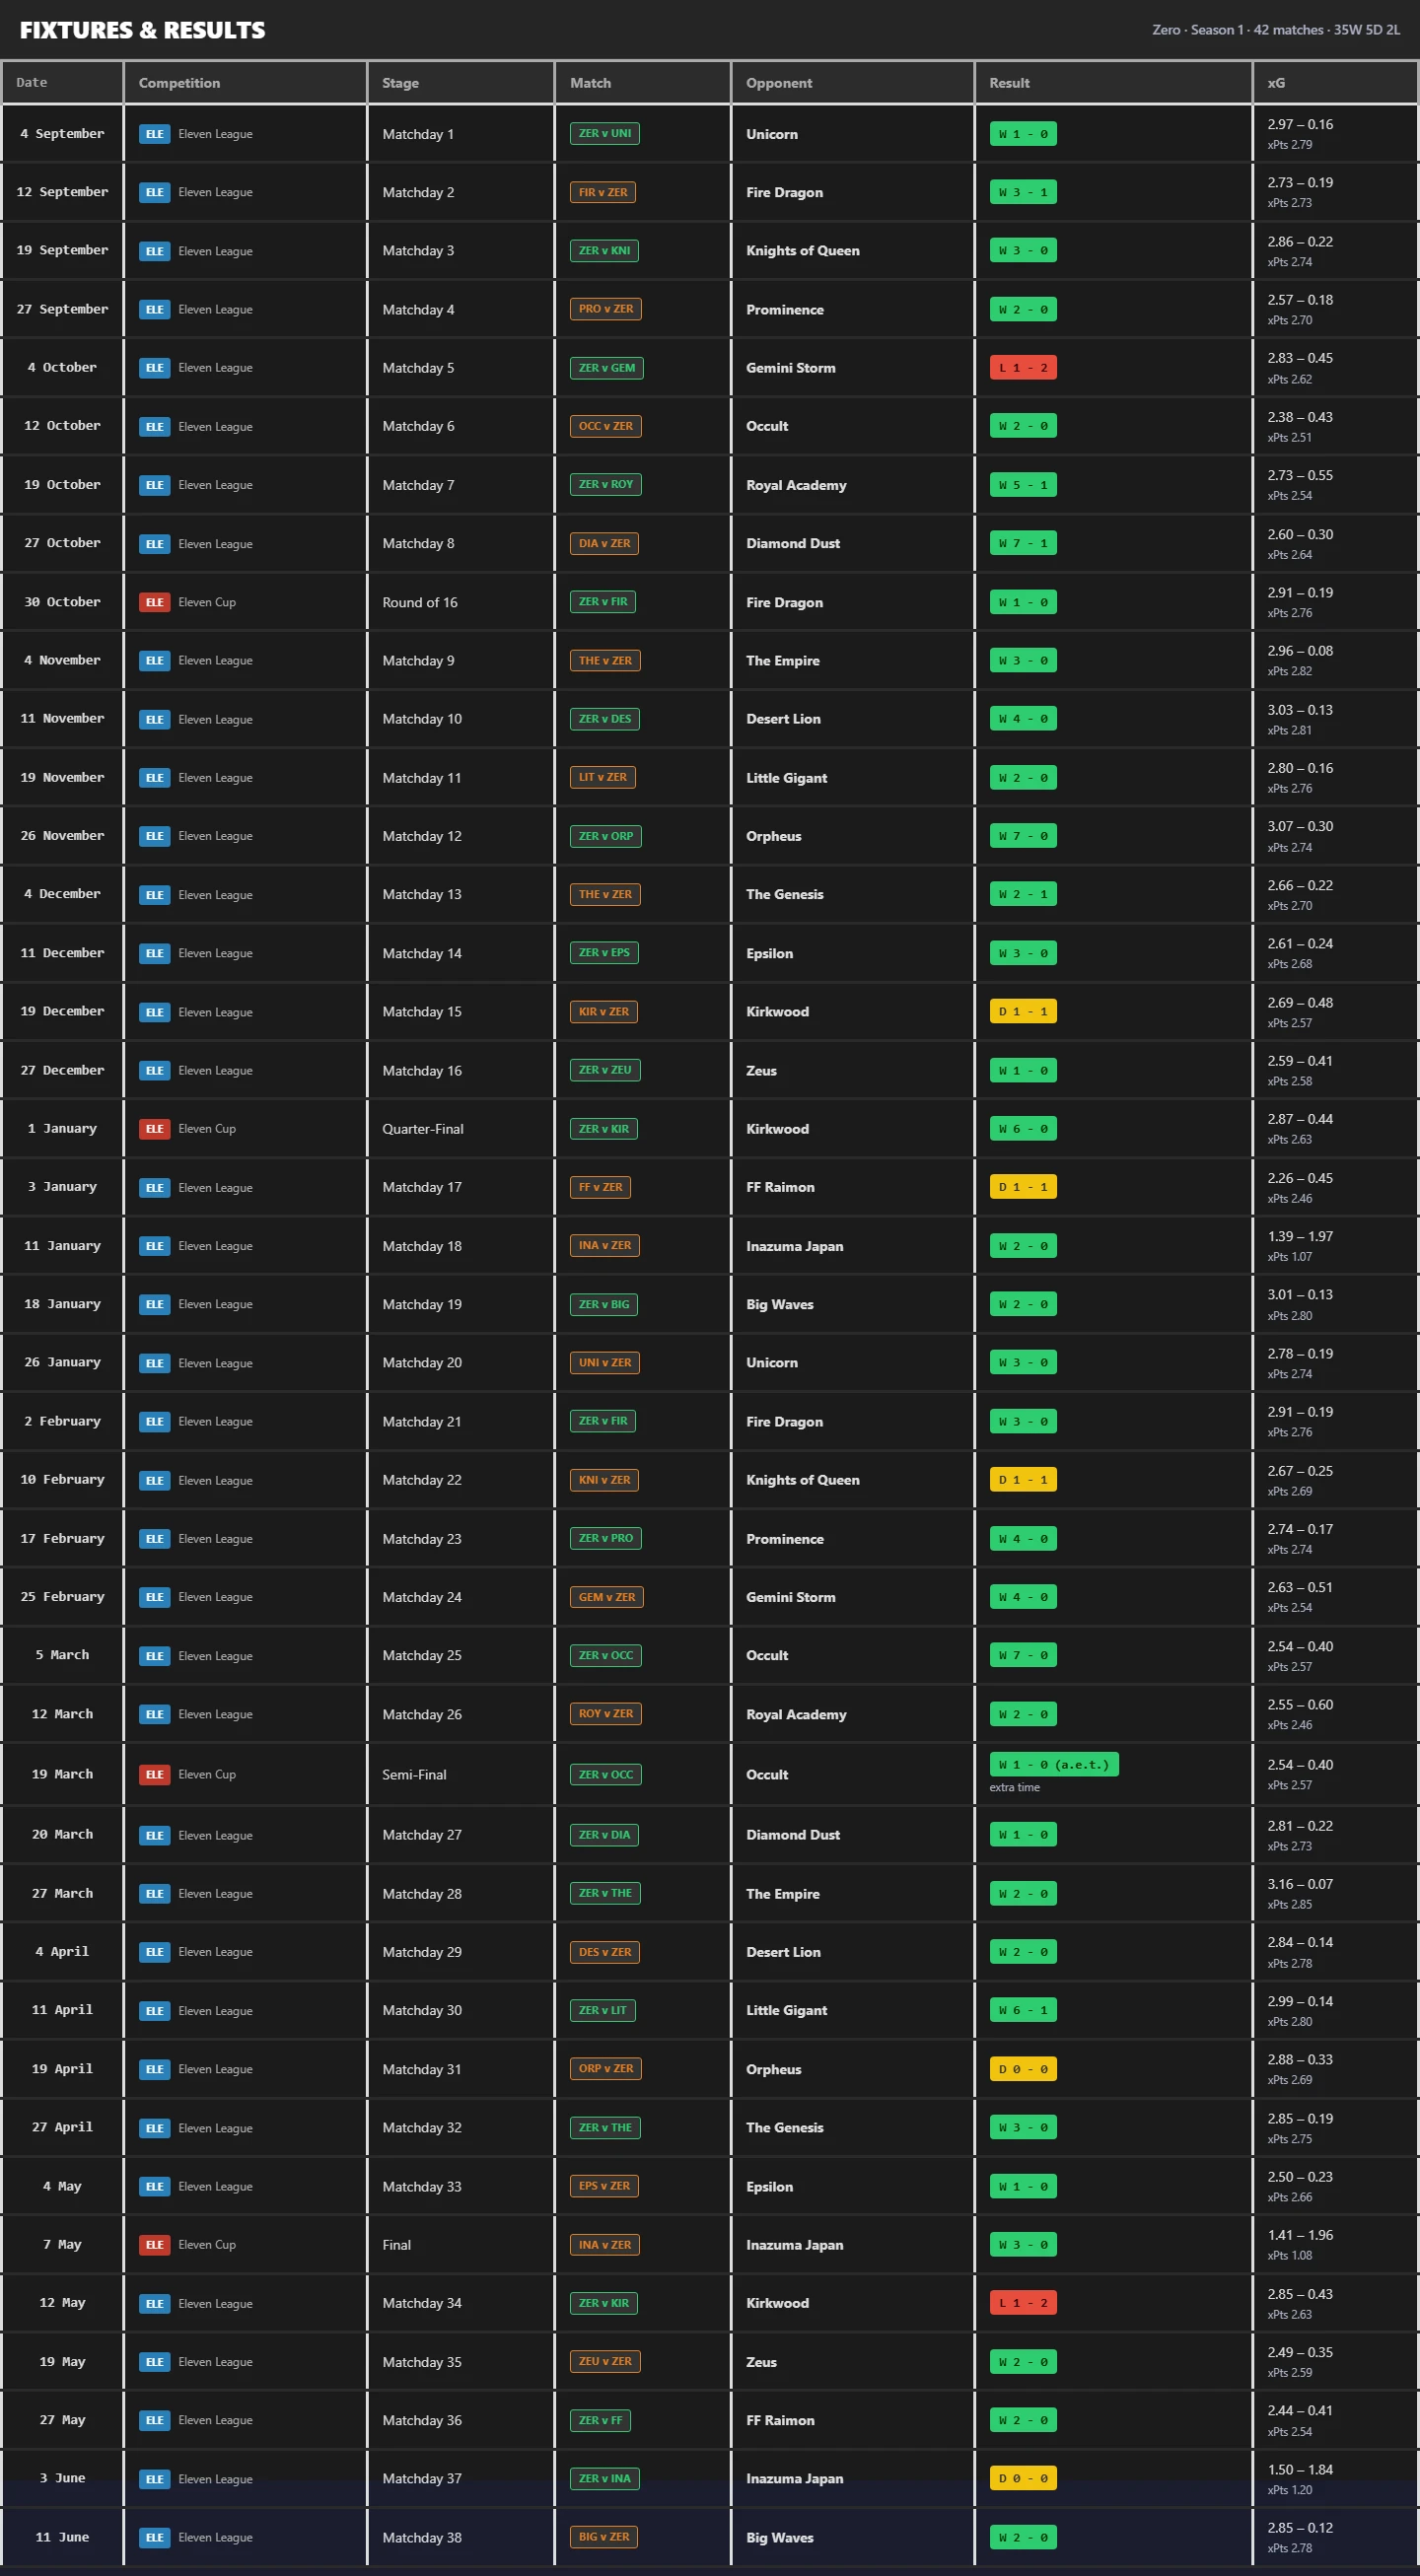 FIXTURES & RESULTS
Zero · Season 1 · 42 matches · 35W 5D 2L
Date Competition Stage Match Opponent Result xG
4 September ELE Eleven League Matchday 1 ZER v UNI Unicorn W 1 - 0 2.97 – 0.16
xPts 2.79
12 September ELE Eleven League Matchday 2 FIR v ZER Fire Dragon W 3 - 1 2.73 – 0.19
xPts 2.73
19 September ELE Eleven League Matchday 3 ZER v KNI Knights of Queen W 3 - 0 2.86 – 0.22
xPts 2.74
27 September ELE Eleven League Matchday 4 PRO v ZER Prominence W 2 - 0 2.57 – 0.18
xPts 2.70
4 October ELE Eleven League Matchday 5 ZER v GEM Gemini Storm L 1 - 2 2.83 – 0.45
xPts 2.62
12 October ELE Eleven League Matchday 6 OCC v ZER Occult W 2 - 0 2.38 – 0.43
xPts 2.51
19 October ELE Eleven League Matchday 7 ZER v ROY Royal Academy W 5 - 1 2.73 – 0.55
xPts 2.54
27 October ELE Eleven League Matchday 8 DIA v ZER Diamond Dust W 7 - 1 2.60 – 0.30
xPts 2.64
30 October ELE Eleven Cup Round of 16 ZER v FIR Fire Dragon W 1 - 0 2.91 – 0.19
xPts 2.76
4 November ELE Eleven League Matchday 9 THE v ZER The Empire W 3 - 0 2.96 – 0.08
xPts 2.82
11 November ELE Eleven League Matchday 10 ZER v DES Desert Lion W 4 - 0 3.03 – 0.13
xPts 2.81
19 November ELE Eleven League Matchday 11 LIT v ZER Little Gigant W 2 - 0 2.80 – 0.16
xPts 2.76
26 November ELE Eleven League Matchday 12 ZER v ORP Orpheus W 7 - 0 3.07 – 0.30
xPts 2.74
4 December ELE Eleven League Matchday 13 THE v ZER The Genesis W 2 - 1 2.66 – 0.22
xPts 2.70
11 December ELE Eleven League Matchday 14 ZER v EPS Epsilon W 3 - 0 2.61 – 0.24
xPts 2.68
19 December ELE Eleven League Matchday 15 KIR v ZER Kirkwood D 1 - 1 2.69 – 0.48
xPts 2.57
27 December ELE Eleven League Matchday 16 ZER v ZEU Zeus W 1 - 0 2.59 – 0.41
xPts 2.58
1 January ELE Eleven Cup Quarter-Final ZER v KIR Kirkwood W 6 - 0 2.87 – 0.44
xPts 2.63
3 January ELE Eleven League Matchday 17 FF v ZER FF Raimon D 1 - 1 2.26 – 0.45
xPts 2.46
11 January ELE Eleven League Matchday 18 INA v ZER Inazuma Japan W 2 - 0 1.39 – 1.97
xPts 1.07
18 January ELE Eleven League Matchday 19 ZER v BIG Big Waves W 2 - 0 3.01 – 0.13
xPts 2.80
26 January ELE Eleven League Matchday 20 UNI v ZER Unicorn W 3 - 0 2.78 – 0.19
xPts 2.74
2 February ELE Eleven League Matchday 21 ZER v FIR Fire Dragon W 3 - 0 2.91 – 0.19
xPts 2.76
10 February ELE Eleven League Matchday 22 KNI v ZER Knights of Queen D 1 - 1 2.67 – 0.25
xPts 2.69
17 February ELE Eleven League Matchday 23 ZER v PRO Prominence W 4 - 0 2.74 – 0.17
xPts 2.74
25 February ELE Eleven League Matchday 24 GEM v ZER Gemini Storm W 4 - 0 2.63 – 0.51
xPts 2.54
5 March ELE Eleven League Matchday 25 ZER v OCC Occult W 7 - 0 2.54 – 0.40
xPts 2.57
12 March ELE Eleven League Matchday 26 ROY v ZER Royal Academy W 2 - 0 2.55 – 0.60
xPts 2.46
19 March ELE Eleven Cup Semi-Final ZER v OCC Occult W 1 - 0 (a.e.t.) 2.54 – 0.40
extra time xPts 2.57
20 March ELE Eleven League Matchday 27 ZER v DIA Diamond Dust W 1 - 0 2.81 – 0.22
xPts 2.73
27 March ELE Eleven League Matchday 28 ZER v THE The Empire W 2 - 0 3.16 – 0.07
xPts 2.85
4 April ELE Eleven League Matchday 29 DES v ZER Desert Lion W 2 - 0 2.84 – 0.14
xPts 2.78
11 April ELE Eleven League Matchday 30 ZER v LIT Little Gigant W 6 - 1 2.99 – 0.14
xPts 2.80
19 April ELE Eleven League Matchday 31 ORP v ZER Orpheus D 0 - 0 2.88 – 0.33
xPts 2.69
27 April ELE Eleven League Matchday 32 ZER v THE The Genesis W 3 - 0 2.85 – 0.19
xPts 2.75
4 May ELE Eleven League Matchday 33 EPS v ZER Epsilon W 1 - 0 2.50 – 0.23
xPts 2.66
7 May ELE Eleven Cup Final INA v ZER Inazuma Japan W 3 - 0 1.41 – 1.96
xPts 1.08
12 May ELE Eleven League Matchday 34 ZER v KIR Kirkwood L 1 - 2 2.85 – 0.43
xPts 2.63
19 May ELE Eleven League Matchday 35 ZEU v ZER Zeus W 2 - 0 2.49 – 0.35
xPts 2.59
27 May ELE Eleven League Matchday 36 ZER v FF FF Raimon W 2 - 0 2.44 – 0.41
xPts 2.54
3 June ELE Eleven League Matchday 37 ZER v INA Inazuma Japan D 0 - 0 1.50 – 1.84
xPts 1.20
11 June ELE Eleven League Matchday 38 BIG v ZER Big Waves W 2 - 0 2.85 – 0.12
xPts 2.78